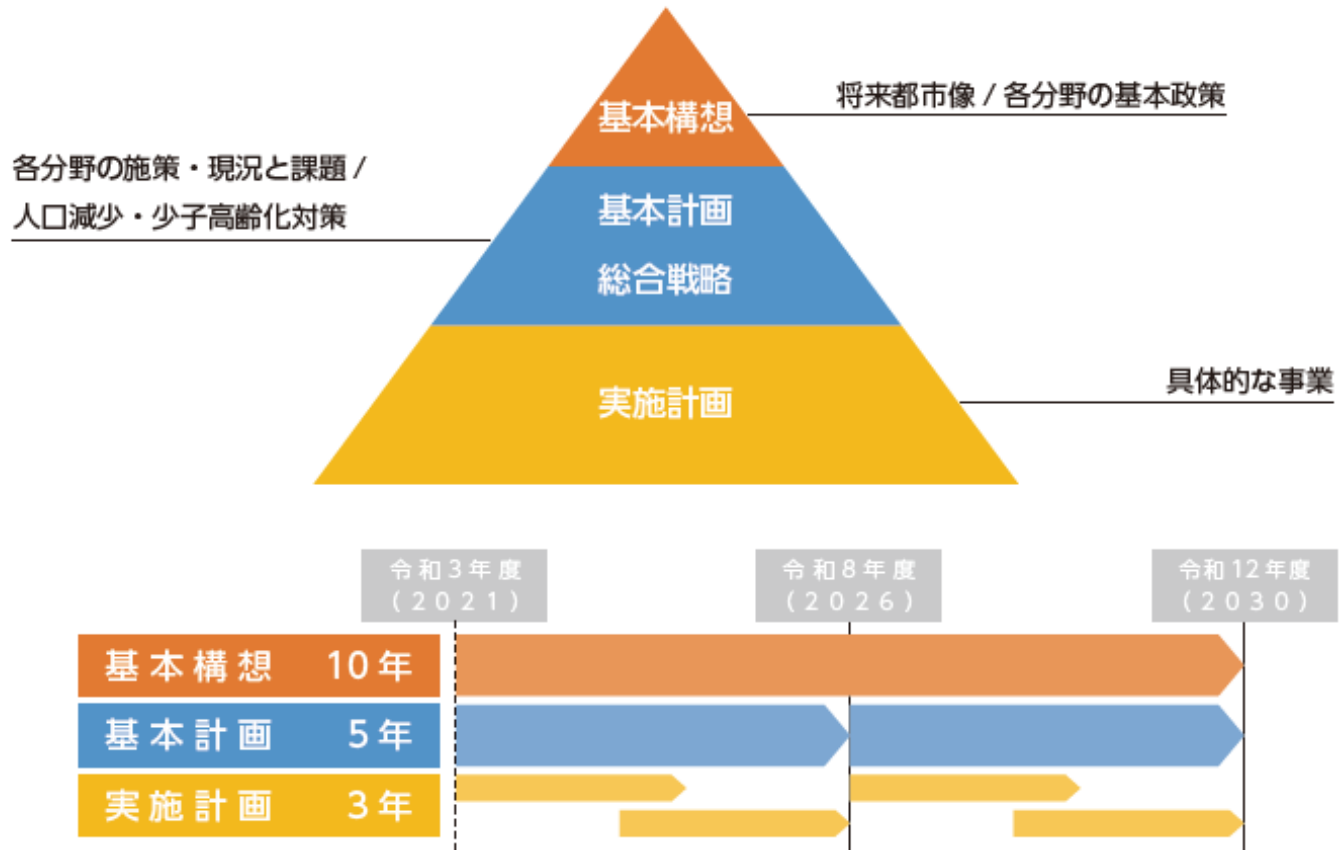 基本構想
将来都市像 / 各分野の基本政策
各分野の施策・現況と課題 /
人口減少・少子高齢化対策
基本計画
総合戦略
実施計画
具体的な事業
令和3年度
(2021)
令和8年度
(2026)
令和12年度
(2030)
基本構想 10年
基本計画 5年
実施計画 3年